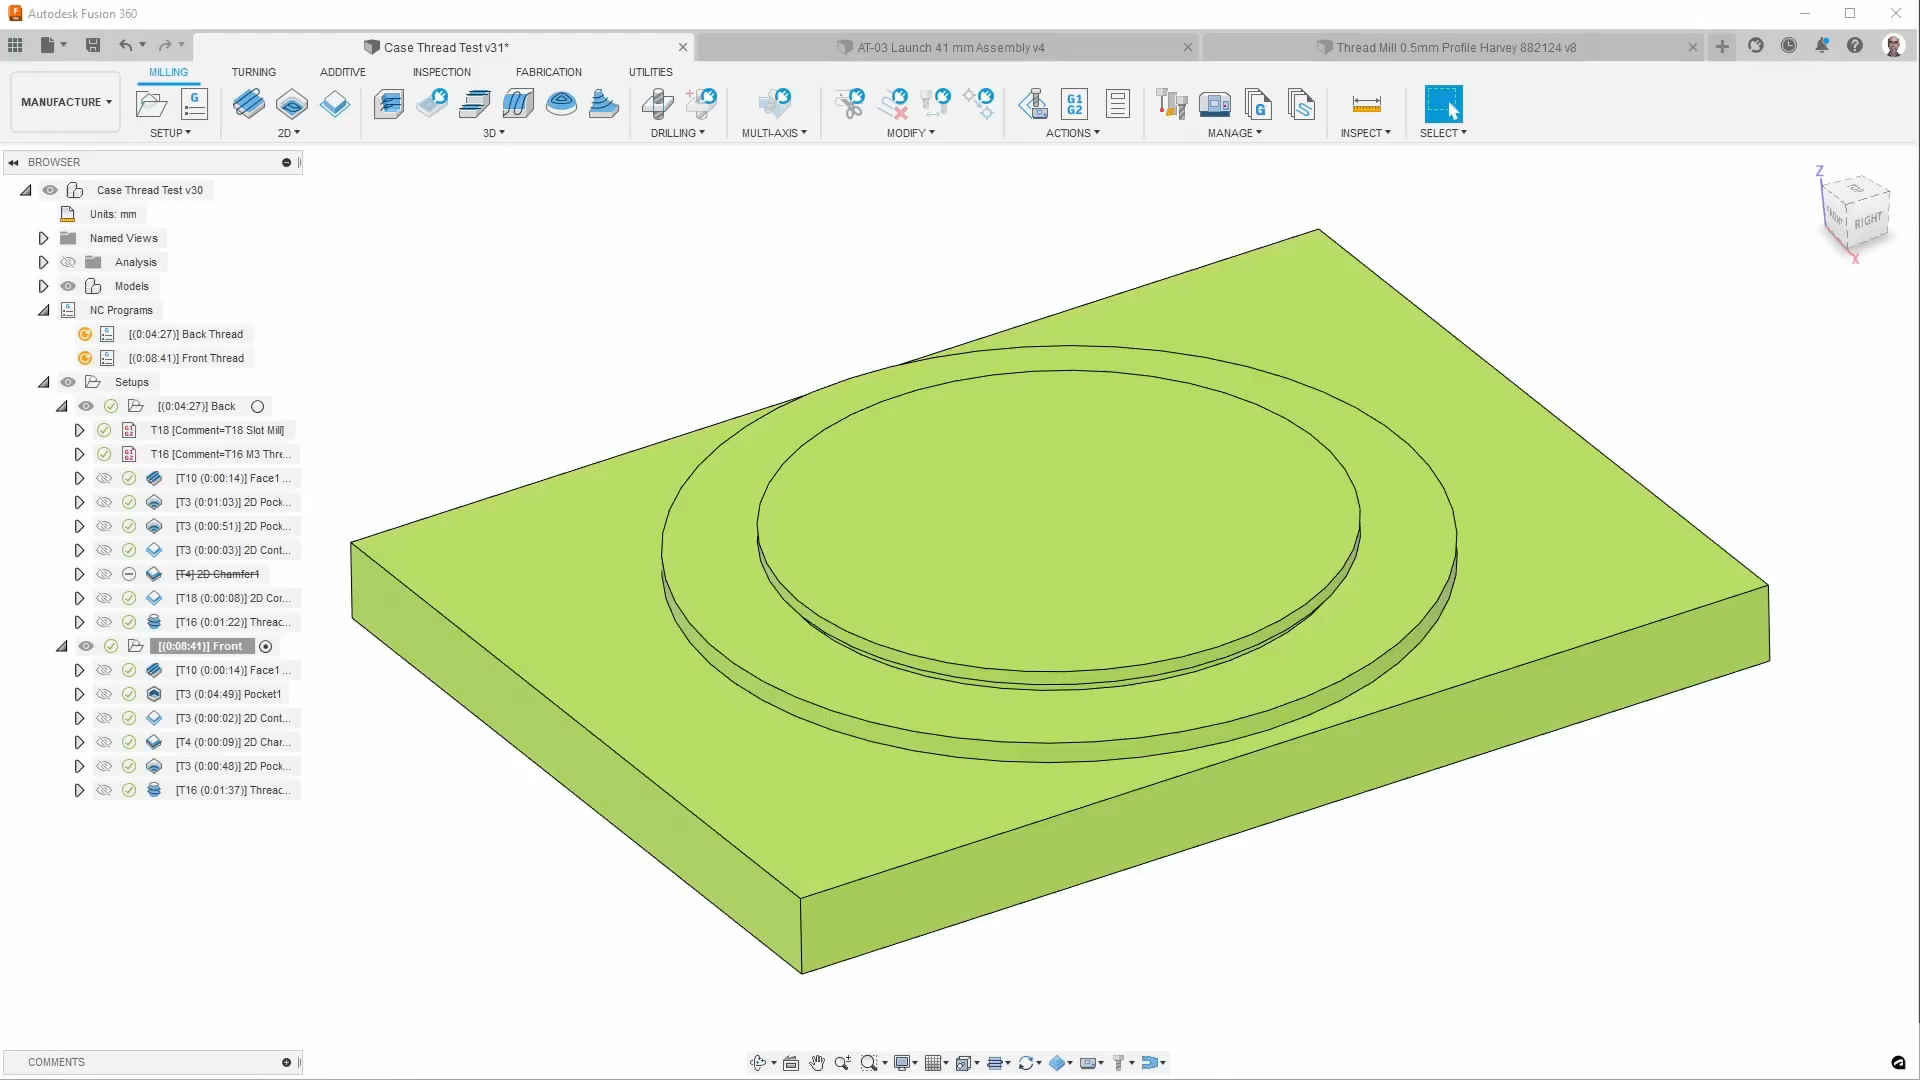 Autodesk Fusion 360
Case Thread Test v31*
AT-03 Launch 41 mm Assembly v4
Thread Mill 0.5mm Profile Harvey 882124 v8
MILLING
TURNING
ADDITIVE
INSPECTION
FABRICATION
UTILITIES
MANUFACTURE
G
G1
G2
G
SETUP
2D
3D
DRILLING
MULTI-AXIS
MODIFY
ACTIONS
MANAGE
INSPECT
SELECT
BROWSER
Case Thread Test v30
Units: mm
Named Views
Analysis
Models
NC Programs
[(0:04:27)] Back Thread
[(0:08:41)] Front Thread
Setups
[(0:04:27)] Back
T18 [Comment=T18 Slot Mill]
T16 [Comment=T16 M3 Thre...
[T10 (0:00:14)] Face1 ...
[T3 (0:01:03)] 2D Pock...
[T3 (0:00:51)] 2D Pock...
[T3 (0:00:03)] 2D Cont...
[T4] 2D Chamfer1
[T18 (0:00:08)] 2D Cor...
[T16 (0:01:22)] Threac...
[(0:08:41)] Front
[T10 (0:00:14)] Face1 ...
[T3 (0:04:49)] Pocket1
[T3 (0:00:02)] 2D Cont...
[T4 (0:00:09)] 2D Char...
[T3 (0:00:48)] 2D Pock...
[T16 (0:01:37)] Threac...
Z
TOP
RIGHT
X
COMMENTS